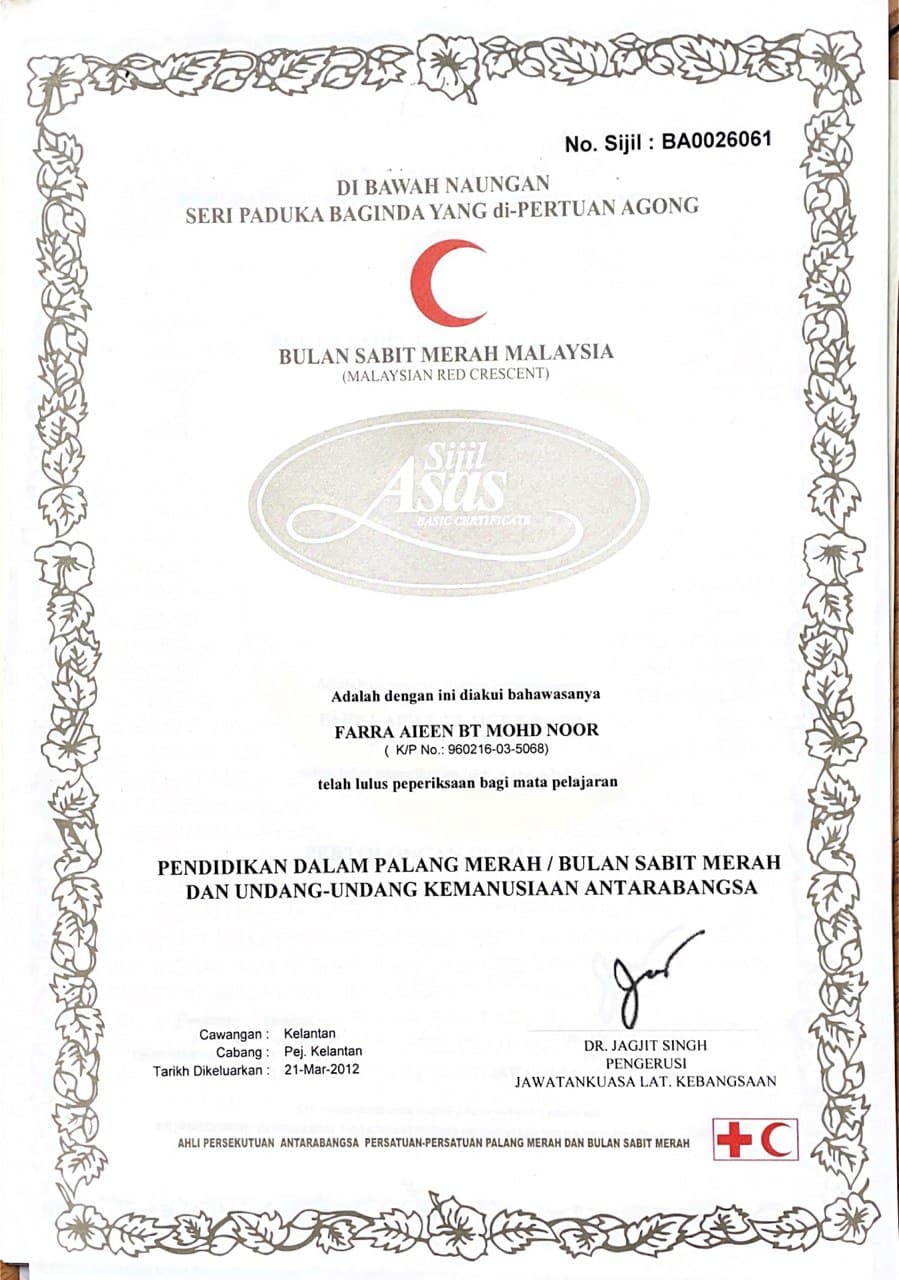 No. Sijil : BA0026061
DI BAWAH NAUNGAN
SERI PADUKA BAGINDA YANG di-PERTUAN AGONG
BULAN SABIT MERAH MALAYSIA
(MALAYSIAN RED CRESCENT)
Sijil
Asas
BASIC CERTIFICATE
Adalah dengan ini diakui bahawasanya
FARRA AIEEN BT MOHD NOOR
( K/P No.: 960216-03-5068)
telah lulus peperiksaan bagi mata pelajaran
PENDIDIKAN DALAM PALANG MERAH / BULAN SABIT MERAH
DAN UNDANG-UNDANG KEMANUSIAAN ANTARABANGSA
Cawangan : Kelantan
Cabang : Pej. Kelantan
Tarikh Dikeluarkan : 21-Mar-2012
DR. JAGJIT SINGH
PENGERUSI
JAWATANKUASA LAT. KEBANGSAAN
AHLI PERSEKUTUAN ANTARABANGSA PERSATUAN-PERSATUAN PALANG MERAH DAN BULAN SABIT MERAH